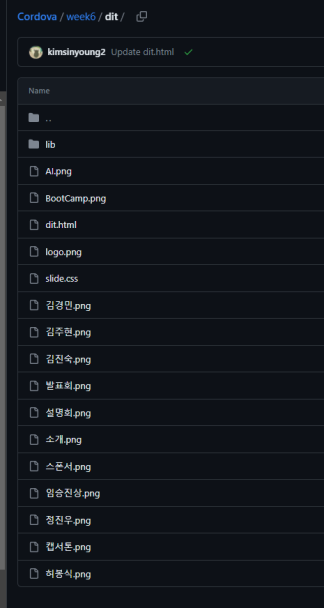 Cordova / week6 / dit /
kimsinyoung2 Update dit.html
Name
..
lib
AI.png
BootCamp.png
dit.html
logo.png
slide.css
김경민.png
김주현.png
김진숙.png
발표회.png
설명회.png
소개.png
스폰서.png
임승진상.png
정진우.png
캡서톤.png
허봉식.png